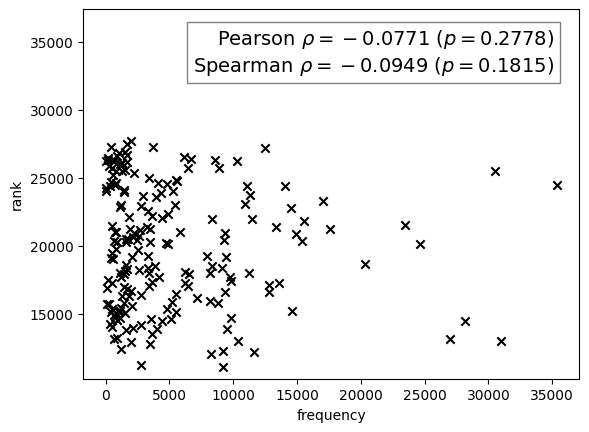 Pearson ρ = −0.0771 (p = 0.2778)
Spearman ρ = −0.0949 (p = 0.1815)
35000
30000
25000
20000
15000
rank
0 5000 10000 15000 20000 25000 30000 35000
frequency